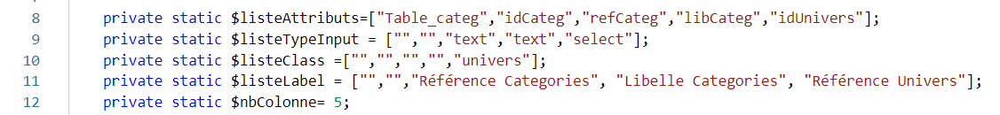 8 private static $listeAttributs=["Table_categ","idCateg","refCateg","libCateg","idUnivers"];
9 private static $listeTypeInput = ["","","text","text","select"];
10 private static $listeClass =["","","","","univers"];
11 private static $listeLabel = ["","","Référence Categories", "Libelle Categories", "Référence Univers"];
12 private static $nbColonne= 5;